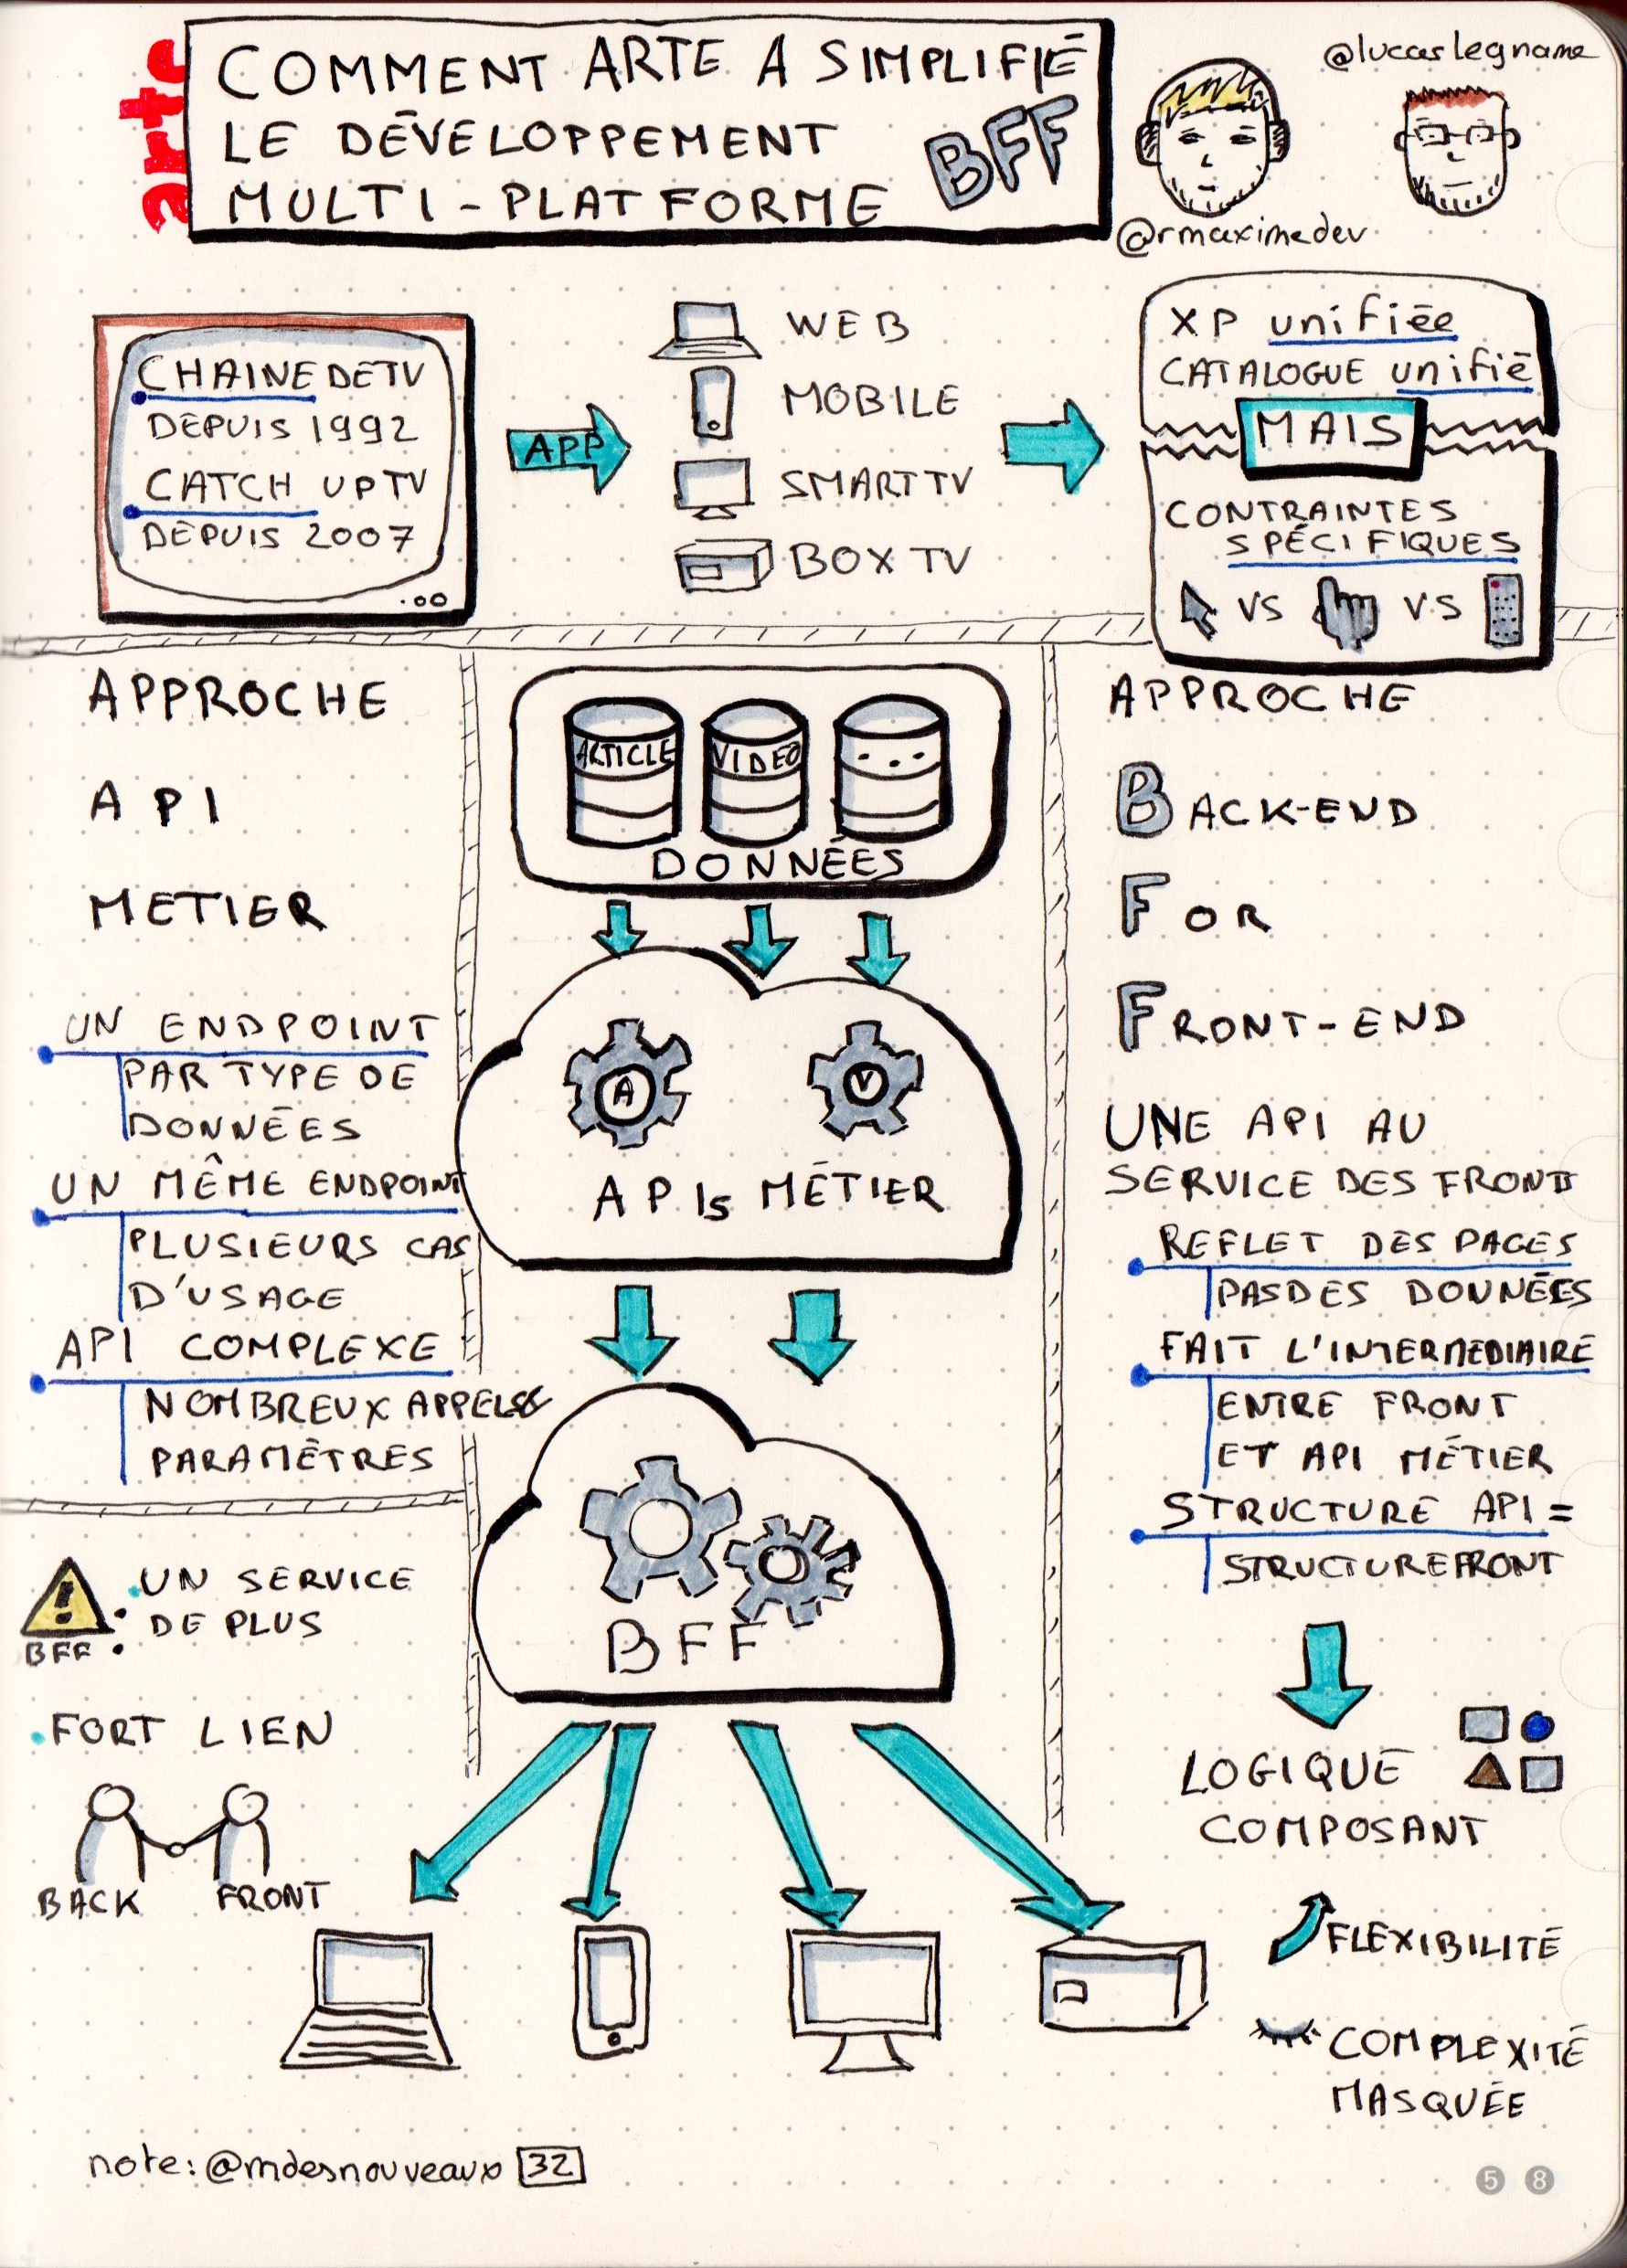 arte
COMMENT ARTE A SIMPLIFIÉ
LE DÉVELOPPEMENT
MULTI-PLATFORME
BFF
@lucaslegname
@rmaximedev
CHAINE DE TV
DEPUIS 1992
CATCH UP TV
DEPUIS 2007
APP
WEB
MOBILE
SMART TV
BOX TV
XP unifiée
CATALOGUE unifié
MAIS
CONTRAINTES
SPÉCIFIQUES
VS VS
APPROCHE
API
METIER
UN ENDPOINT
PAR TYPE DE
DONNÉES
UN MÊME ENDPOINT
PLUSIEURS CAS
D'USAGE
API COMPLEXE
NOMBREUX APPELS &
PARAMÈTRES
! BFF :
UN SERVICE
DE PLUS
FORT LIEN
BACK FRONT
ARTICLE VIDEO ...
DONNÉES
A V
APIs MÉTIER
BFF
APPROCHE
BACK-END
FOR
FRONT-END
UNE API AU
SERVICE DES FRONTS
REFLET DES PAGES
PAS DES DONNÉES
FAIT L'INTERMEDIAIRE
ENTRE FRONT
ET API MÉTIER
STRUCTURE API =
STRUCTURE FRONT
LOGIQUE
COMPOSANT
FLEXIBILITÉ
COMPLEXITÉ
MASQUÉE
note: @mdesnouveaux 32
5 8